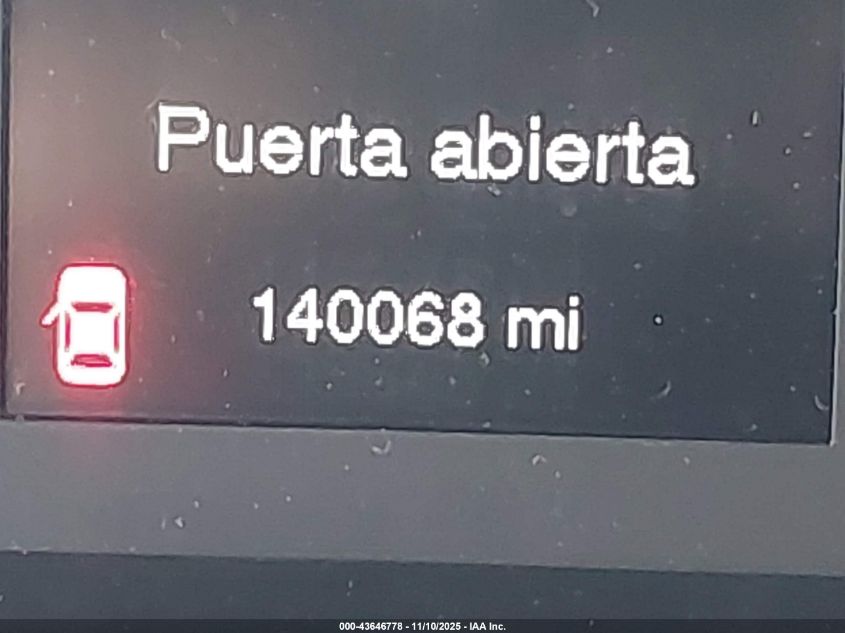 Puerta abierta
140068 mi
000-43646778 - 11/10/2025 - IAA Inc.